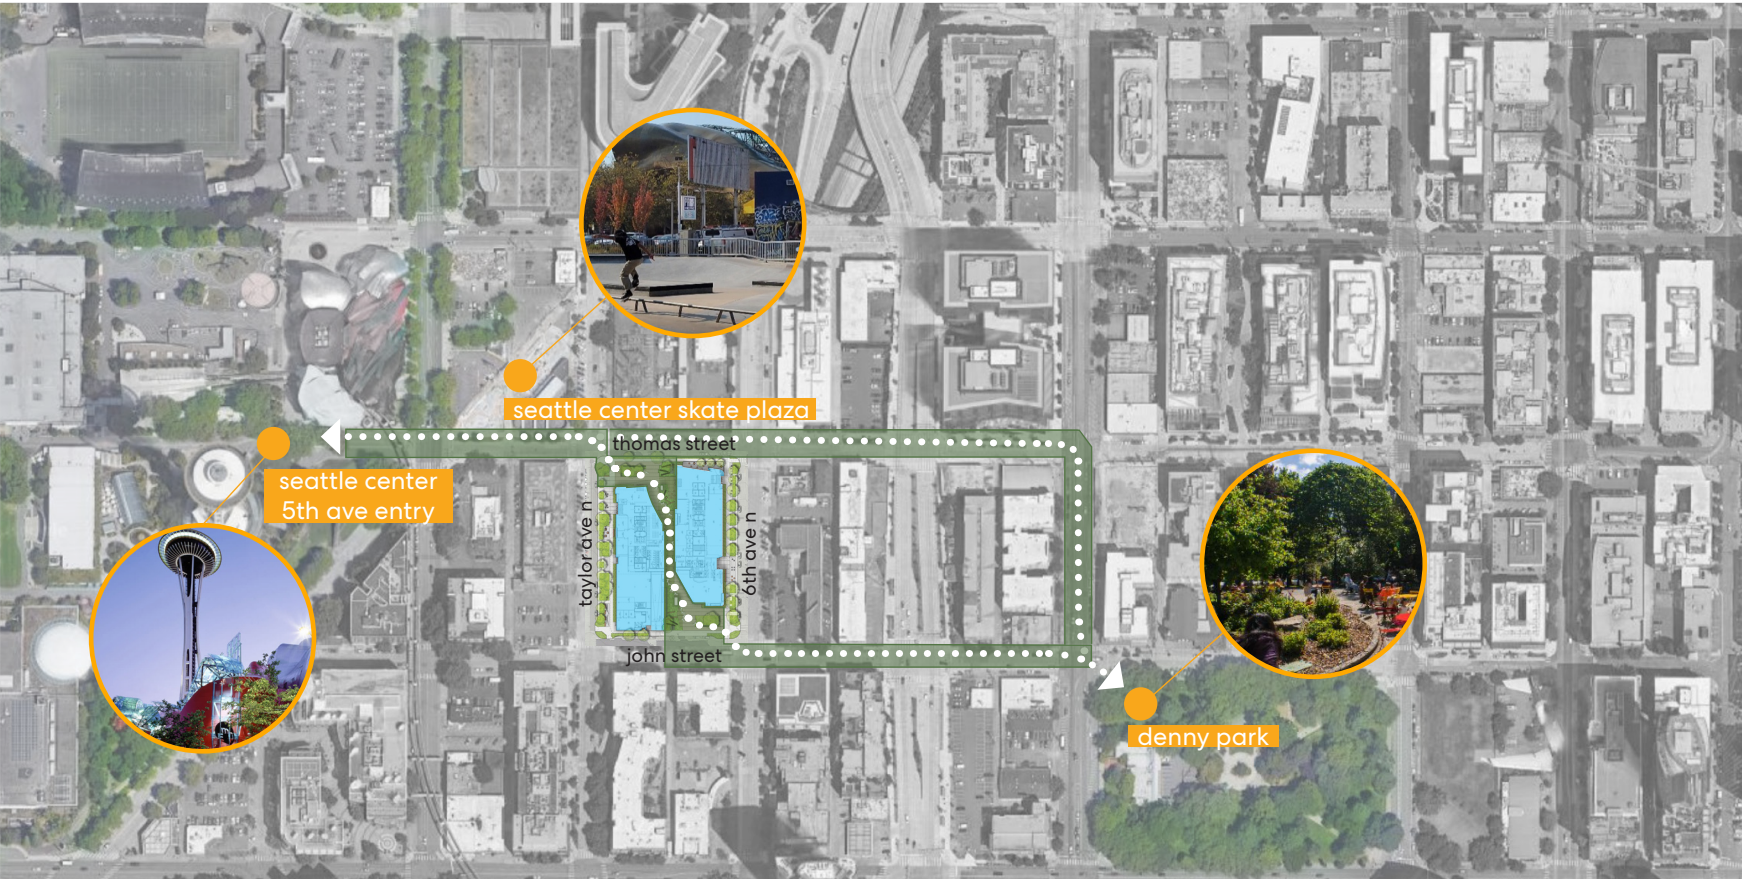 seattle center skate plaza
thomas street
seattle center
5th ave entry
taylor ave n
6th ave n
john street
denny park